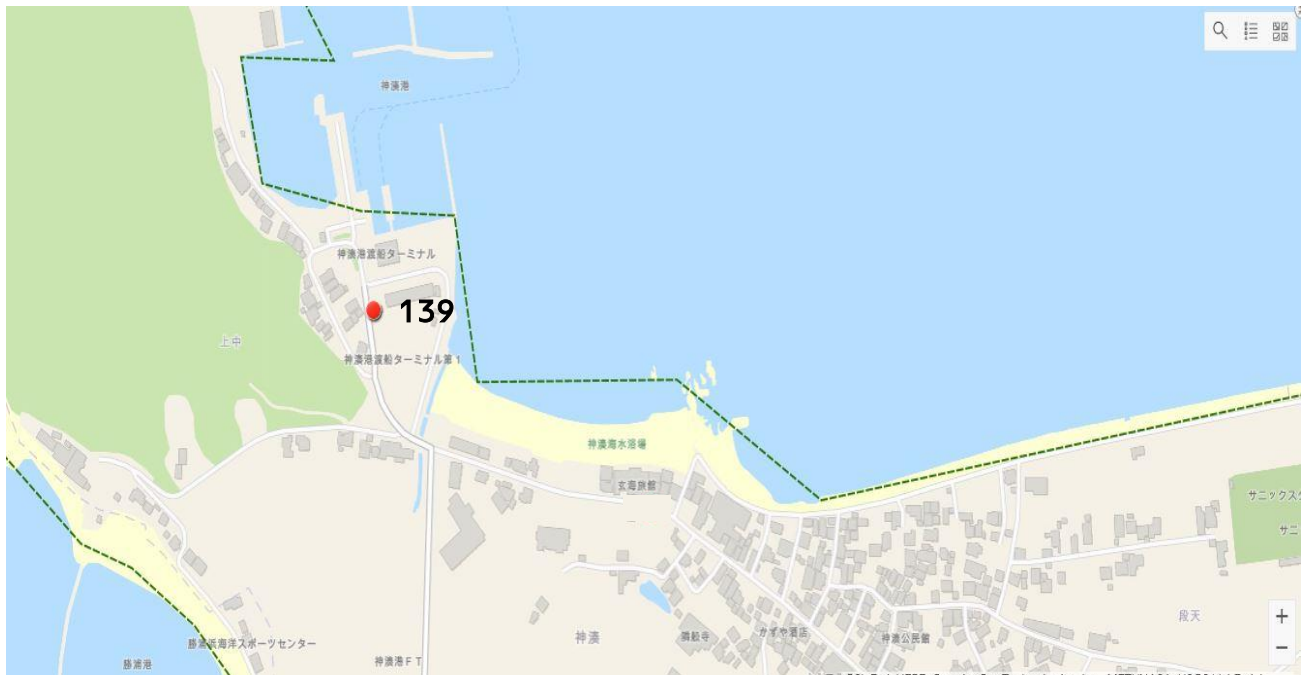 神湊港
神湊港渡船ターミナル
139
上中
神湊港渡船ターミナル第1
神湊海水浴場
玄海旅館
サニックス
サニ
段天
勝浦浜海洋スポーツセンター
神湊
隣船寺
かずや酒店
神湊公民館
勝浦港
神湊港FT
+
−